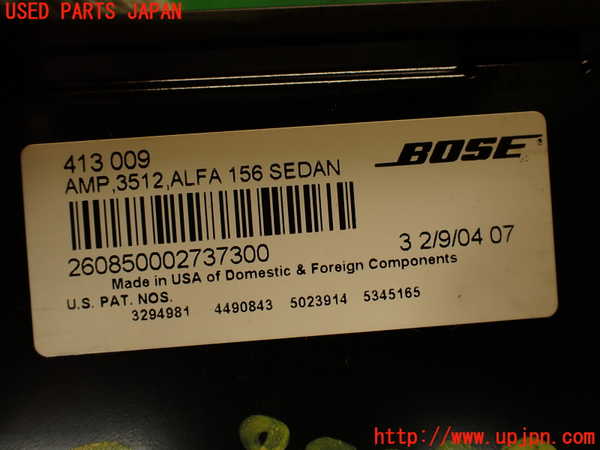 USED PARTS JAPAN
413 009
BOSE
AMP,3512,ALFA 156 SEDAN
260850002737300
3 2/9/04 07
Made in USA of Domestic & Foreign Components
U.S. PAT. NOS.
3294981 4490843 5023914 5345165
http://www.upjpn.com/